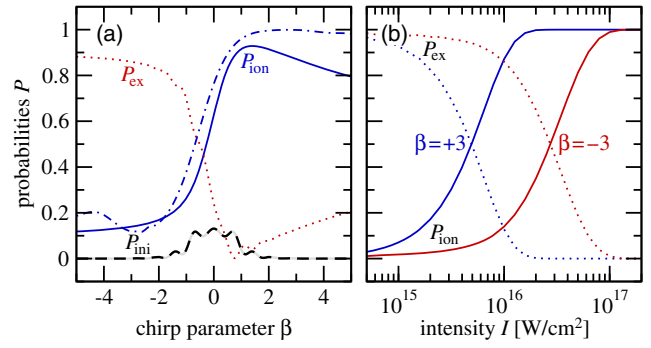 (a)
(b)
1
0.8
0.6
0.4
0.2
0
probabilities P
P_ex
P_ion
P_ini
-4 -2 0 2 4
chirp parameter β
P_ex
β=+3
β=−3
P_ion
10^15 10^16 10^17
intensity I [W/cm^2]